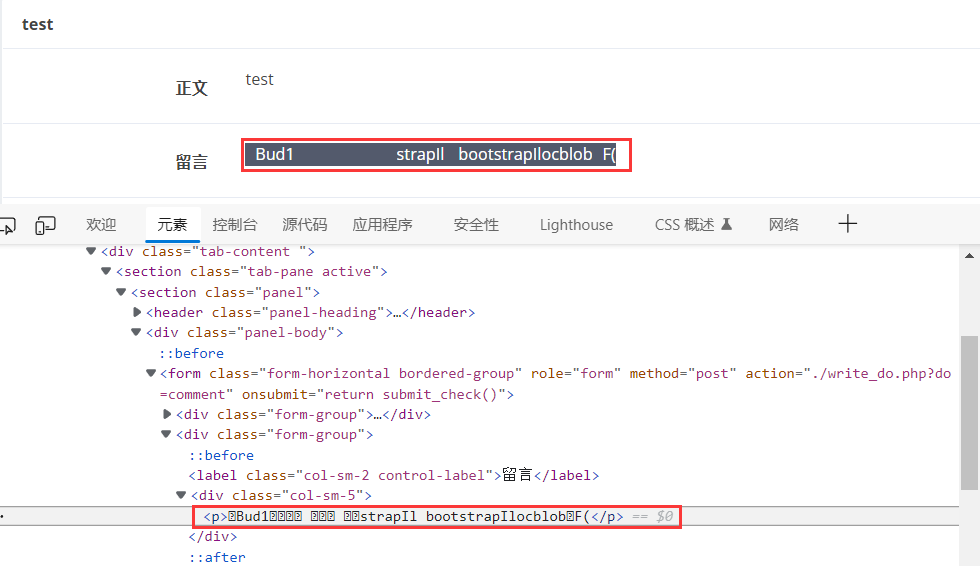 test
正文 test
留言 Bud1 strapIl bootstrapIlocblob F(
欢迎 元素 控制台 源代码 应用程序 安全性 Lighthouse CSS 概述 网络
<div class="tab-content ">
<section class="tab-pane active">
<section class="panel">
<header class="panel-heading">…</header>
<div class="panel-body">
::before
<form class="form-horizontal bordered-group" role="form" method="post" action="./write_do.php?do
=comment" onsubmit="return submit_check()">
<div class="form-group">…</div>
<div class="form-group">
::before
<label class="col-sm-2 control-label">留言</label>
<div class="col-sm-5">
<p>Bud1 strapIl bootstrapIlocblobF(</p> == $0
</div>
::after